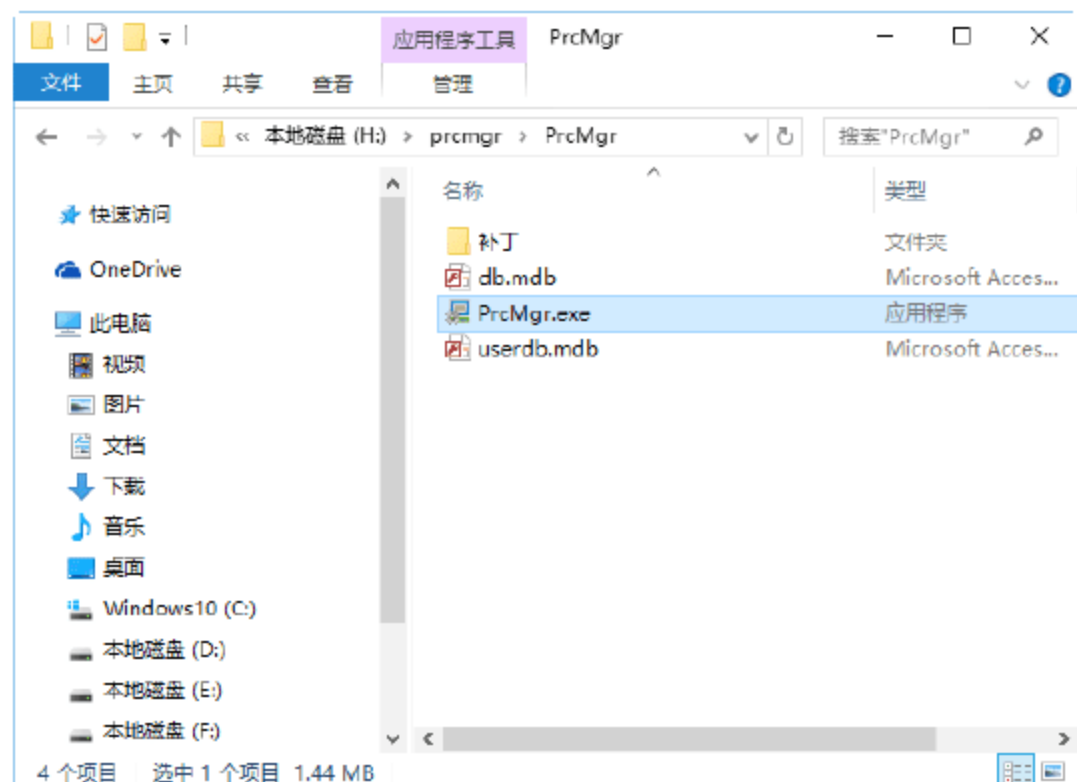 应用程序工具 PrcMgr
文件 主页 共享 查看 管理
« 本地磁盘 (H:) › prcmgr › PrcMgr 搜索"PrcMgr"
名称 类型
快速访问
OneDrive
此电脑
视频
图片
文档
下载
音乐
桌面
Windows10 (C:)
本地磁盘 (D:)
本地磁盘 (E:)
本地磁盘 (F:)
补丁 文件夹
db.mdb Microsoft Acces...
PrcMgr.exe 应用程序
userdb.mdb Microsoft Acces...
4 个项目 选中 1 个项目 1.44 MB